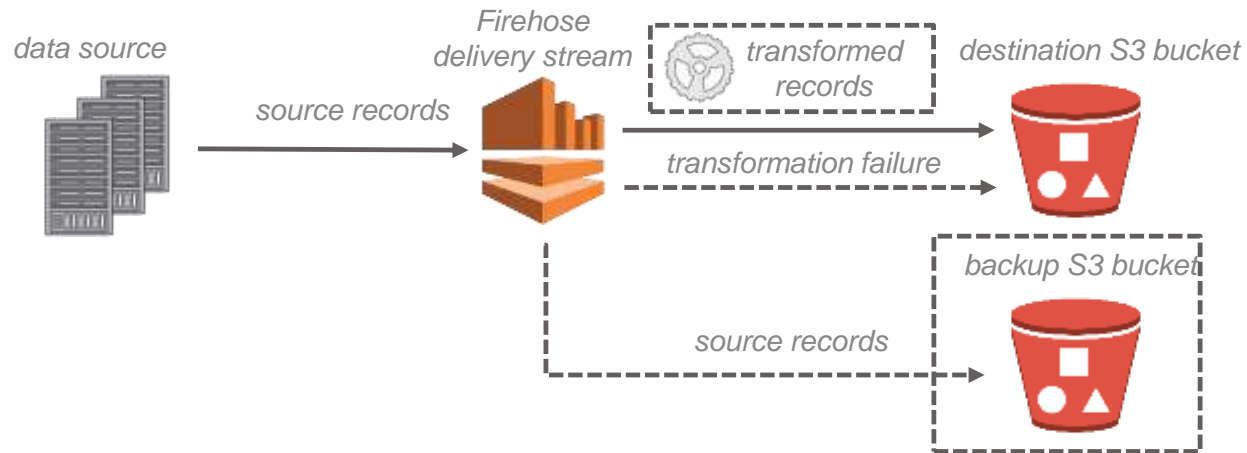 data source
source records
Firehose
delivery stream
transformed
records
destination S3 bucket
transformation failure
backup S3 bucket
source records